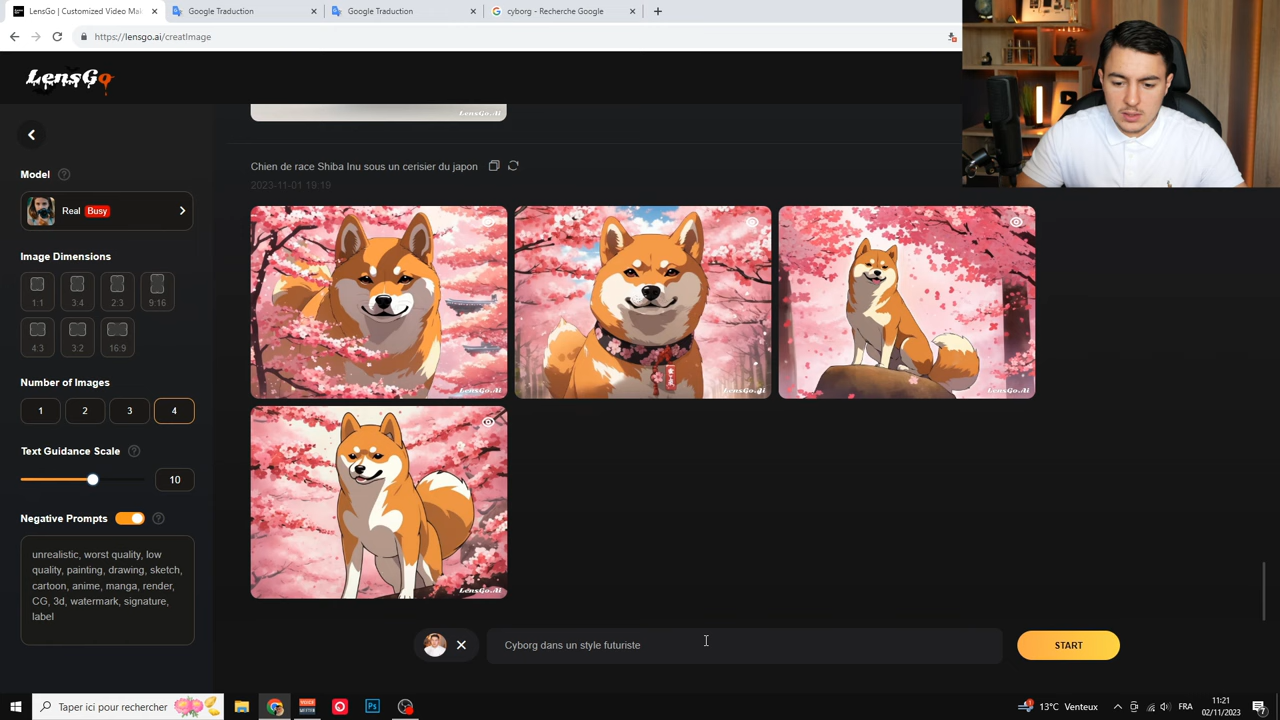 LensGo | Customized Video Mal
Google Traduction
Google Traduction
cyborg - Recherche Google
https://lensgo.ai/creatImage
LensGo
LensGo.Ai
Chien de race Shiba Inu sous un cerisier du japon
2023-11-01 19:19
Model
Real Busy
Image Dimensions
1:1
3:4
2:3
9:16
4:3
3:2
16:9
Number of Images
1
2
3
4
Text Guidance Scale
10
Negative Prompts
unrealistic, worst quality, low
quality, painting, drawing, sketch,
cartoon, anime, manga, render,
CG, 3d, watermark, signature,
label
LensGo.Ai
LensGo.Ai
LensGo.Ai
LensGo.Ai
Cyborg dans un style futuriste
START
Taper ici pour rechercher
Ps
13°C Venteux
FRA
11:21
02/11/2023